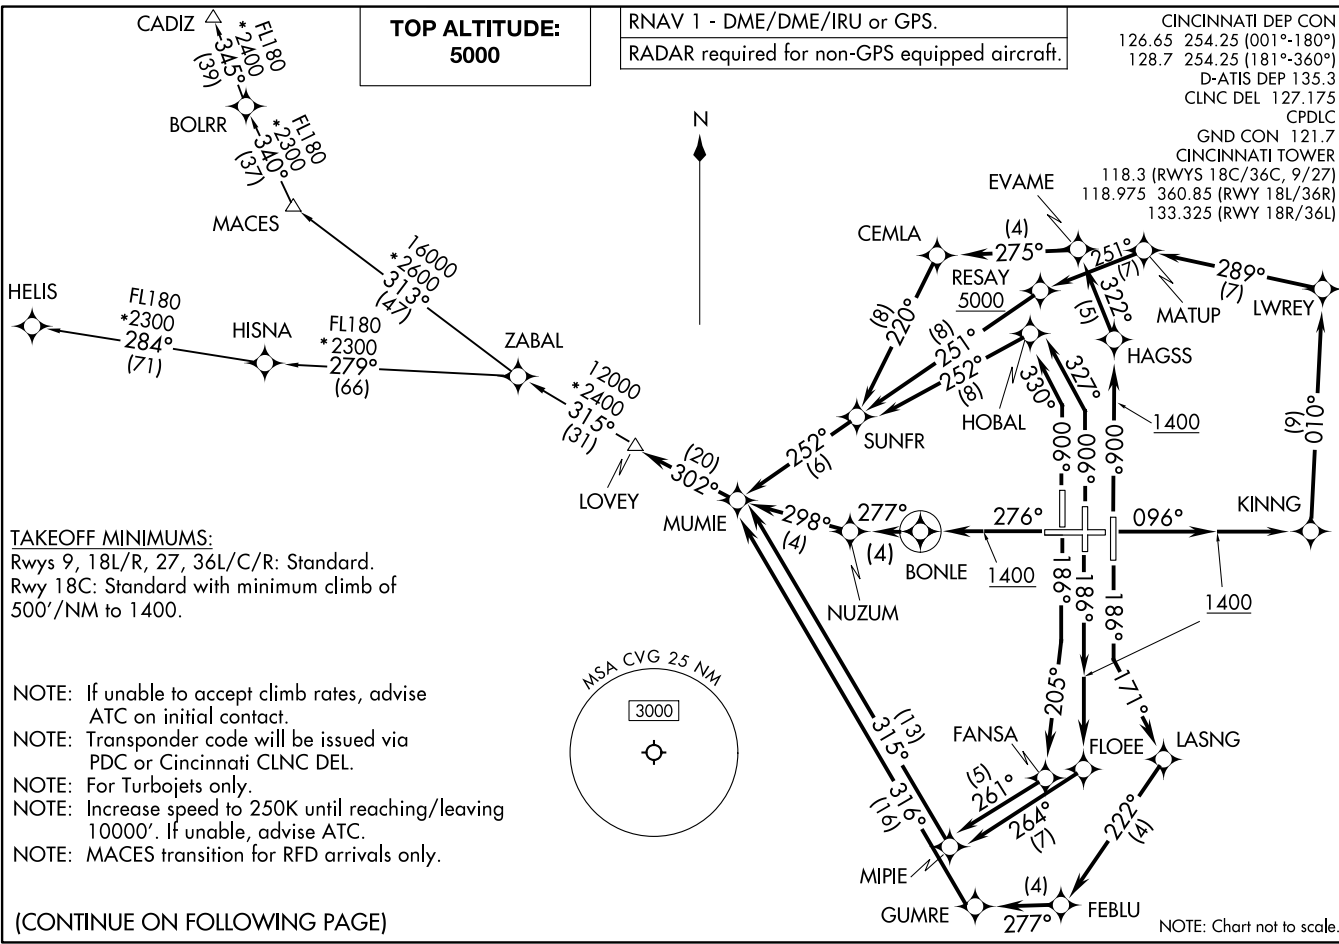 TOP ALTITUDE:
5000
RNAV 1 - DME/DME/IRU or GPS.
RADAR required for non-GPS equipped aircraft.
CINCINNATI DEP CON
126.65 254.25 (001°-180°)
128.7 254.25 (181°-360°)
D-ATIS DEP 135.3
CLNC DEL 127.175
CPDLC
GND CON 121.7
CINCINNATI TOWER
118.3 (RWYS 18C/36C, 9/27)
118.975 360.85 (RWY 18L/36R)
133.325 (RWY 18R/36L)
CADIZ
FL180
*2400
345°
(39)
BOLRR
FL180
*2300
340°
(37)
MACES
16000
*2600
313°
(47)
HELIS
FL180
*2300
284°
(71)
HISNA
FL180
*2300
279°
(66)
ZABAL
12000
*2400
315°
(31)
LOVEY
(20)
302°
MUMIE
N
EVAME
CEMLA
(4)
275°
RESAY
5000
251°
(7)
MATUP
289°
(7)
LWREY
322°
(5)
HAGSS
(8)
220°
(8)
251°
252°
(8)
HOBAL
330°
327°
006°
006°
006°
1400
(9)
010°
SUNFR
252°
(6)
KINNG
298°
(4)
277°
(4)
NUZUM
BONLE
276°
1400
096°
1400
189°
186°
186°
205°
171°
FANSA
FLOEE
LASNG
(5)
261°
264°
(7)
222°
(4)
(13)
315°
316°
(16)
MIPIE
GUMRE
(4)
277°
FEBLU
TAKEOFF MINIMUMS:
Rwys 9, 18L/R, 27, 36L/C/R: Standard.
Rwy 18C: Standard with minimum climb of
500'/NM to 1400.
NOTE: If unable to accept climb rates, advise
ATC on initial contact.
NOTE: Transponder code will be issued via
PDC or Cincinnati CLNC DEL.
NOTE: For Turbojets only.
NOTE: Increase speed to 250K until reaching/leaving
10000'. If unable, advise ATC.
NOTE: MACES transition for RFD arrivals only.
MSA CVG 25 NM
3000
(CONTINUE ON FOLLOWING PAGE)
NOTE: Chart not to scale.